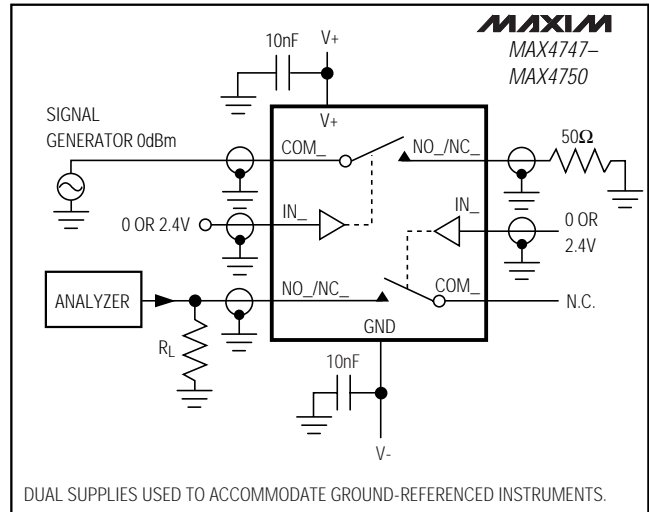 MAXIM
MAX4747–
MAX4750
10nF
V+
V+
SIGNAL
GENERATOR 0dBm
COM_
NO_/NC_
50Ω
IN_
0 OR 2.4V
IN_
0 OR
2.4V
ANALYZER
NO_/NC_
COM_
N.C.
GND
RL
10nF
V-
DUAL SUPPLIES USED TO ACCOMMODATE GROUND-REFERENCED INSTRUMENTS.